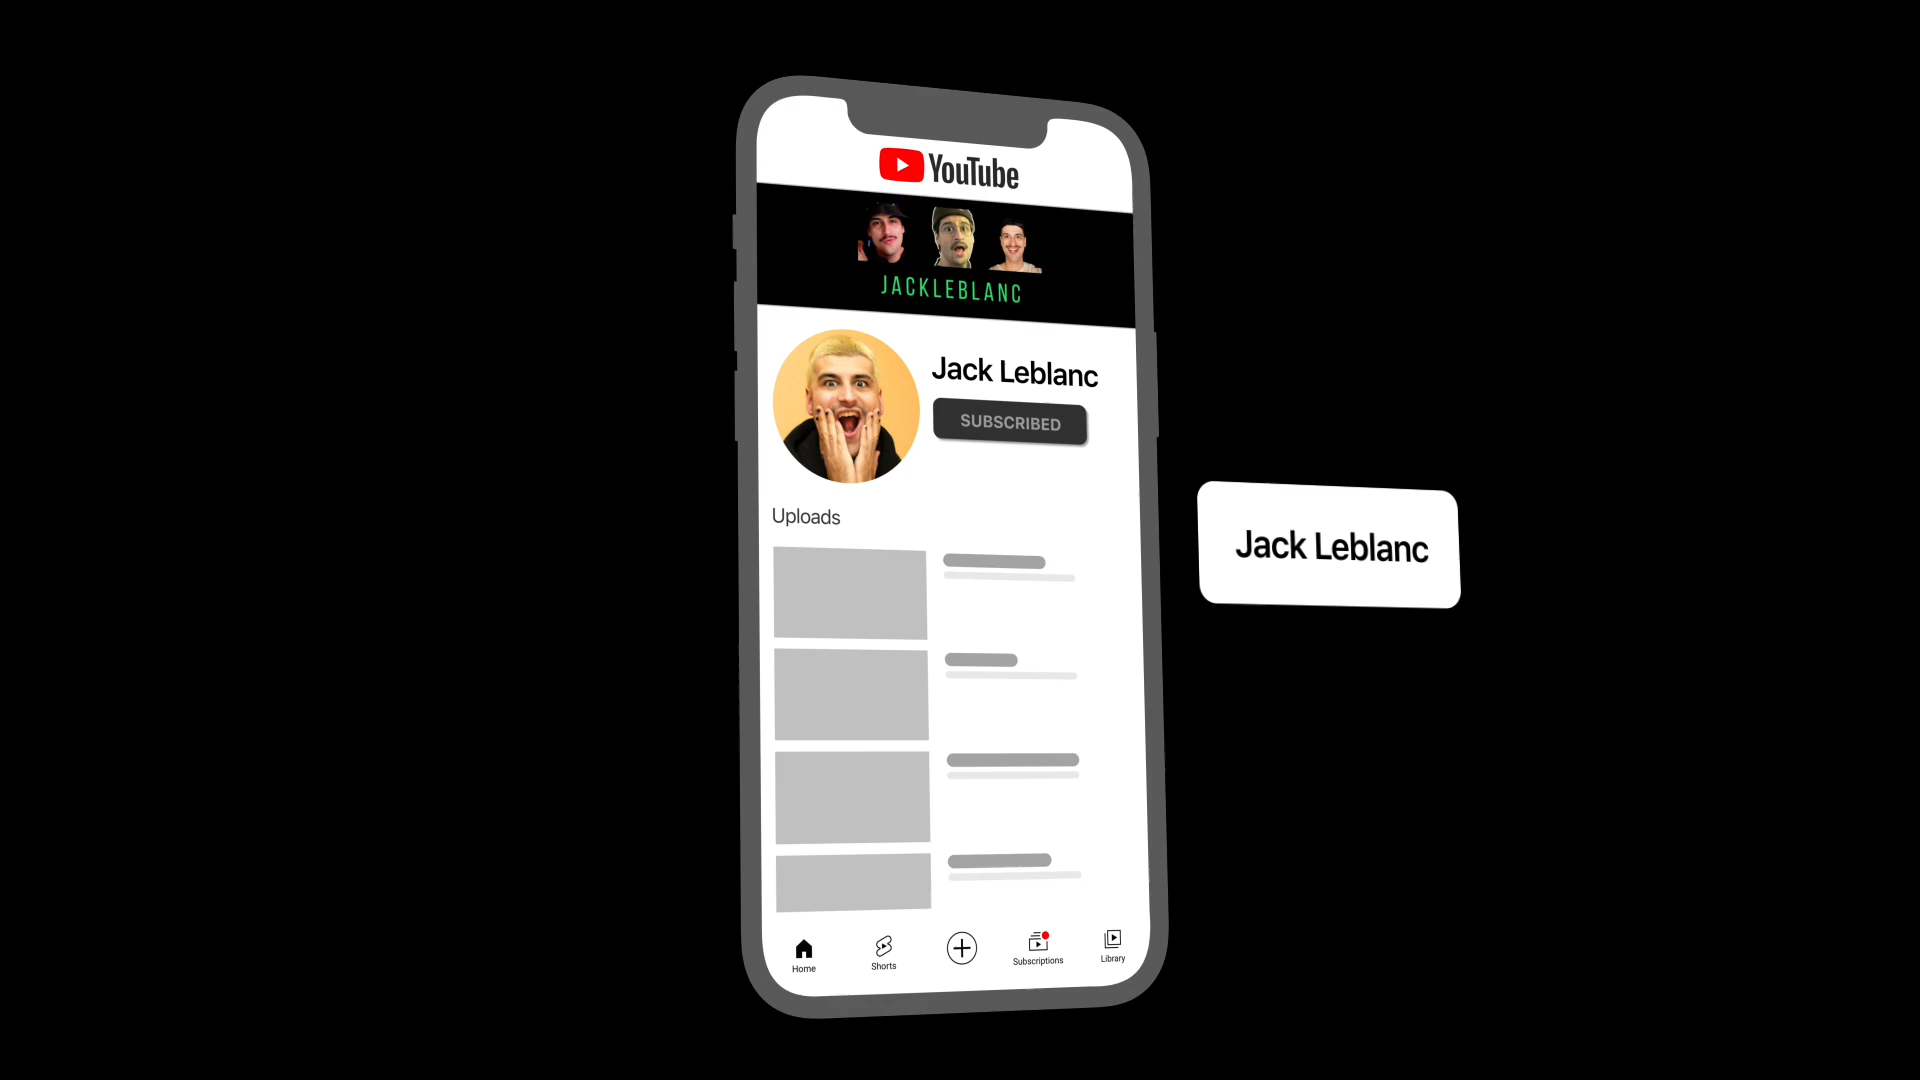 YouTube
JACKLEBLANC
Jack Leblanc
SUBSCRIBED
Uploads
Jack Leblanc
Home
Shorts
Subscriptions
Library